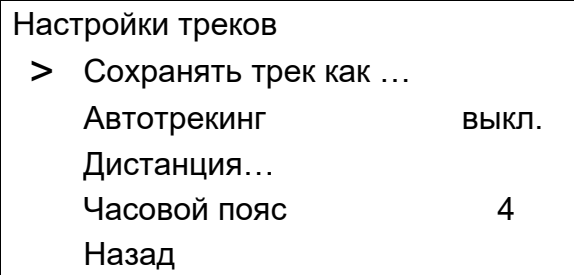 Настройки треков
> Сохранять трек как …
Автотрекинг выкл.
Дистанция…
Часовой пояс 4
Назад